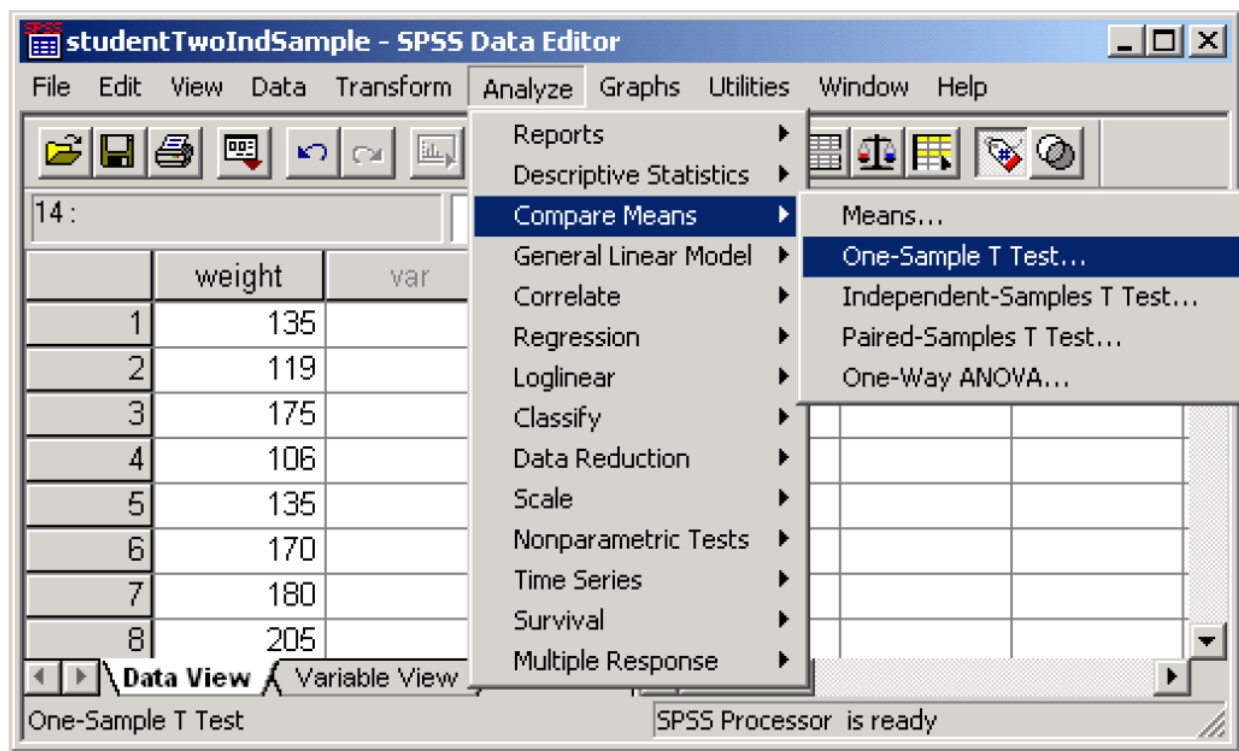 SPSS
studentTwoIndSample - SPSS Data Editor
File Edit View Data Transform Analyze Graphs Utilities Window Help
14 :
Reports
Descriptive Statistics
Compare Means
General Linear Model
Correlate
Regression
Loglinear
Classify
Data Reduction
Scale
Nonparametric Tests
Time Series
Survival
Multiple Response
Means...
One-Sample T Test...
Independent-Samples T Test...
Paired-Samples T Test...
One-Way ANOVA...
weight var
1 135
2 119
3 175
4 106
5 135
6 170
7 180
8 205
Data View Variable View
One-Sample T Test SPSS Processor is ready